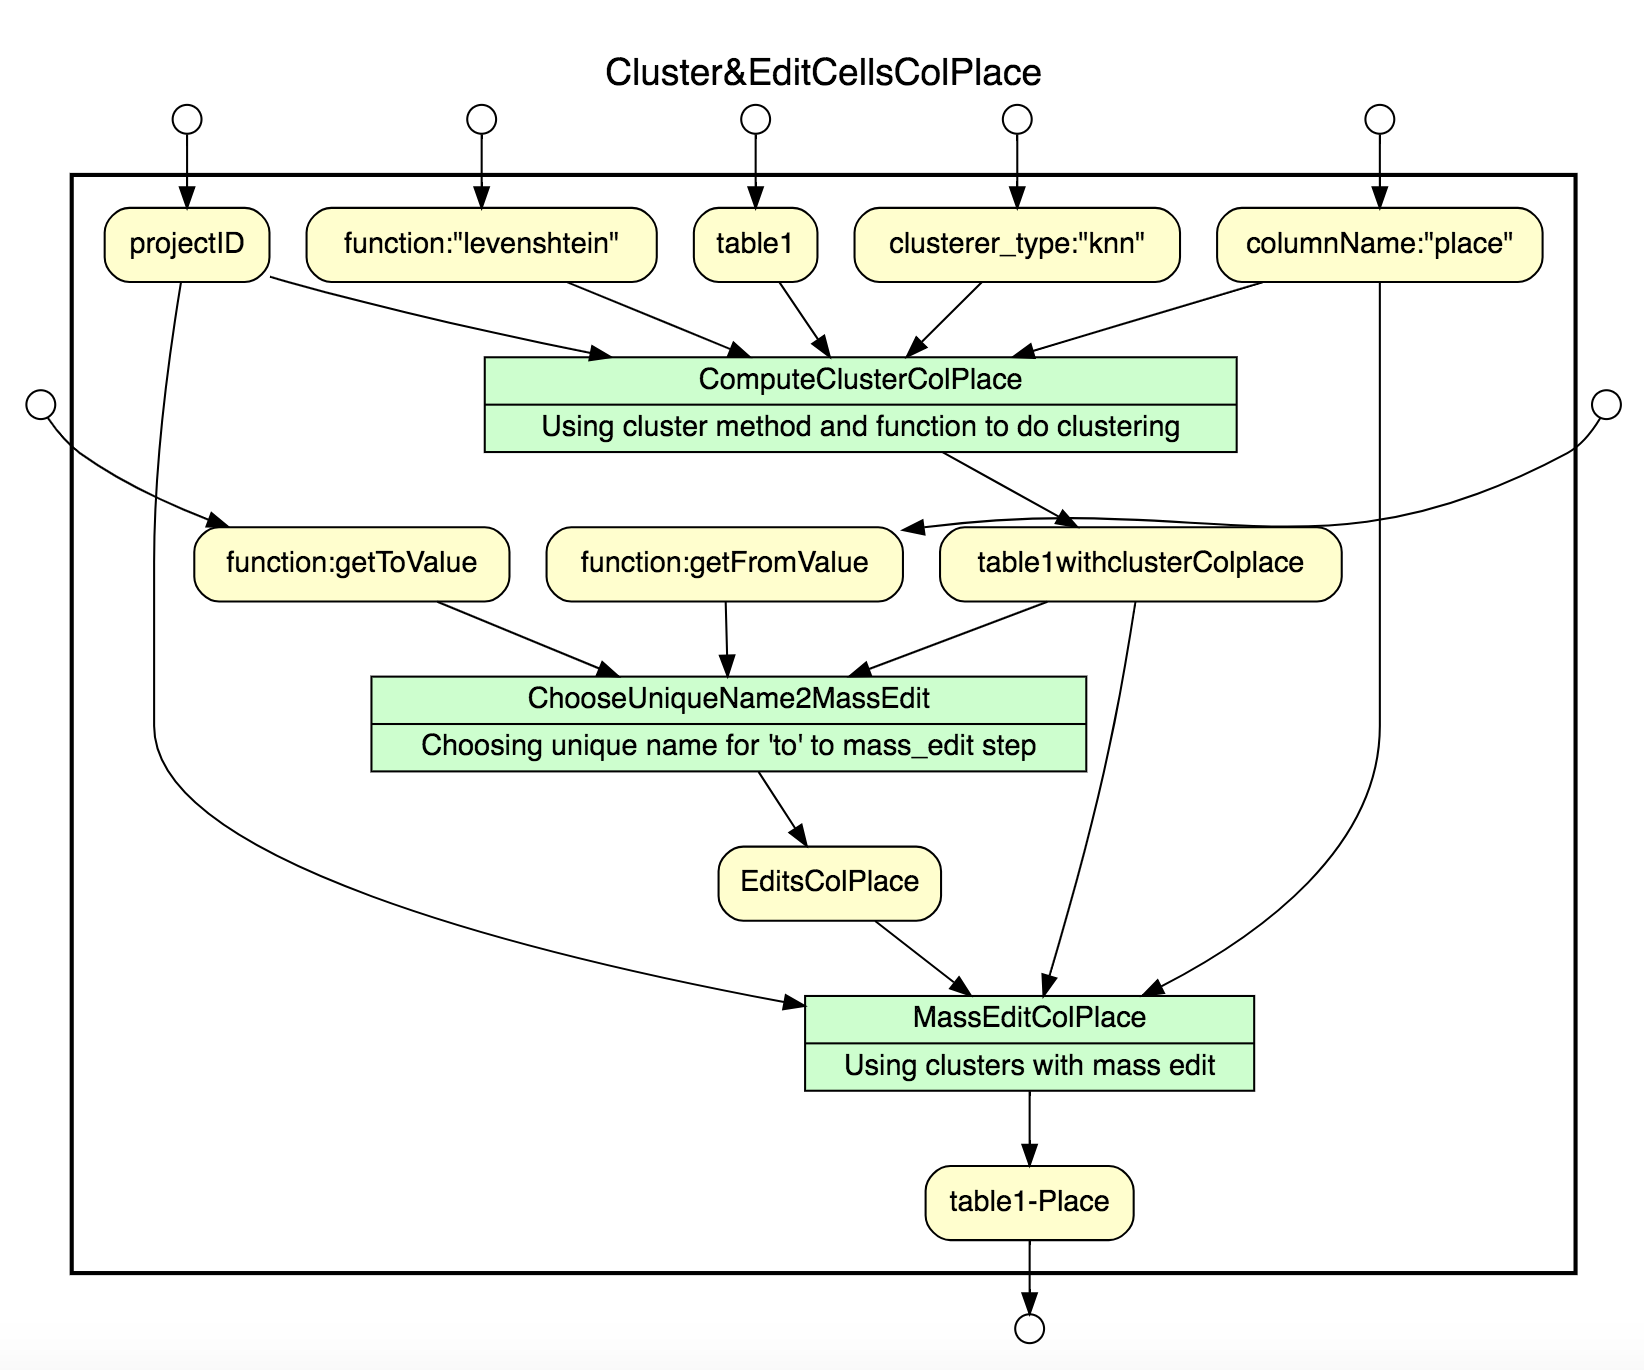 Cluster&EditCellsColPlace
projectID
function:"levenshtein"
table1
clusterer_type:"knn"
columnName:"place"
ComputeClusterColPlace
Using cluster method and function to do clustering
function:getToValue
function:getFromValue
table1withclusterColplace
ChooseUniqueName2MassEdit
Choosing unique name for 'to' to mass_edit step
EditsColPlace
MassEditColPlace
Using clusters with mass edit
table1-Place